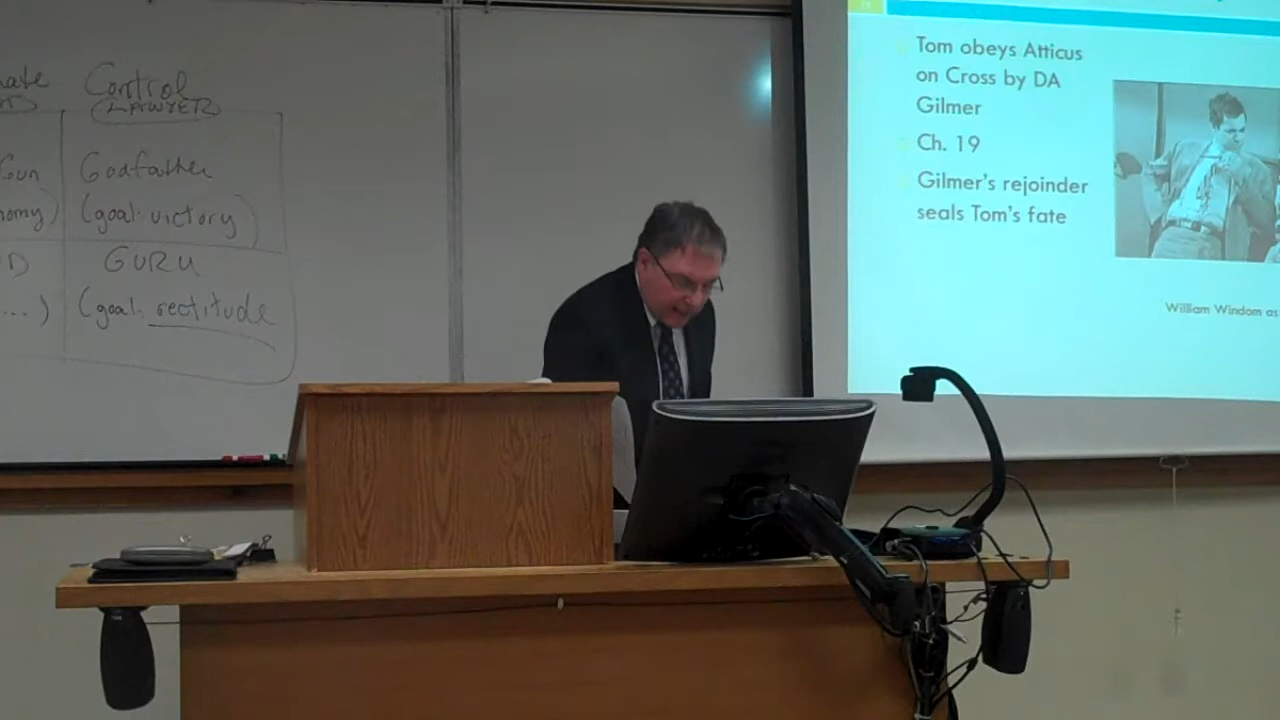 Control
LAWYER
Gun Godfather
(goal: victory)
GURU
(goal: rectitude
Tom obeys Atticus
on Cross by DA
Gilmer
Ch. 19
Gilmer's rejoinder
seals Tom's fate
William Windom as